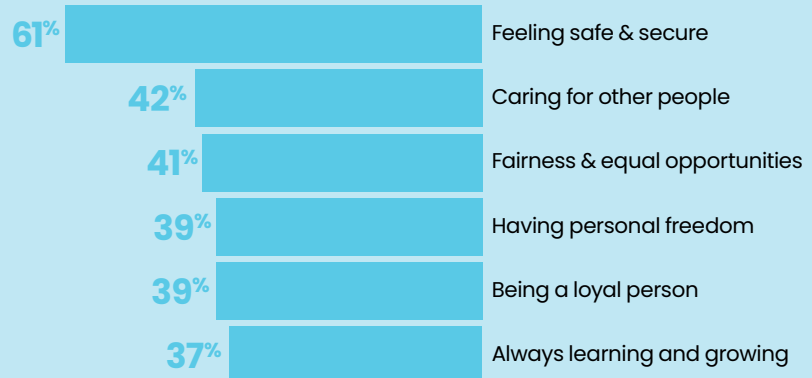 61% Feeling safe & secure
42% Caring for other people
41% Fairness & equal opportunities
39% Having personal freedom
39% Being a loyal person
37% Always learning and growing